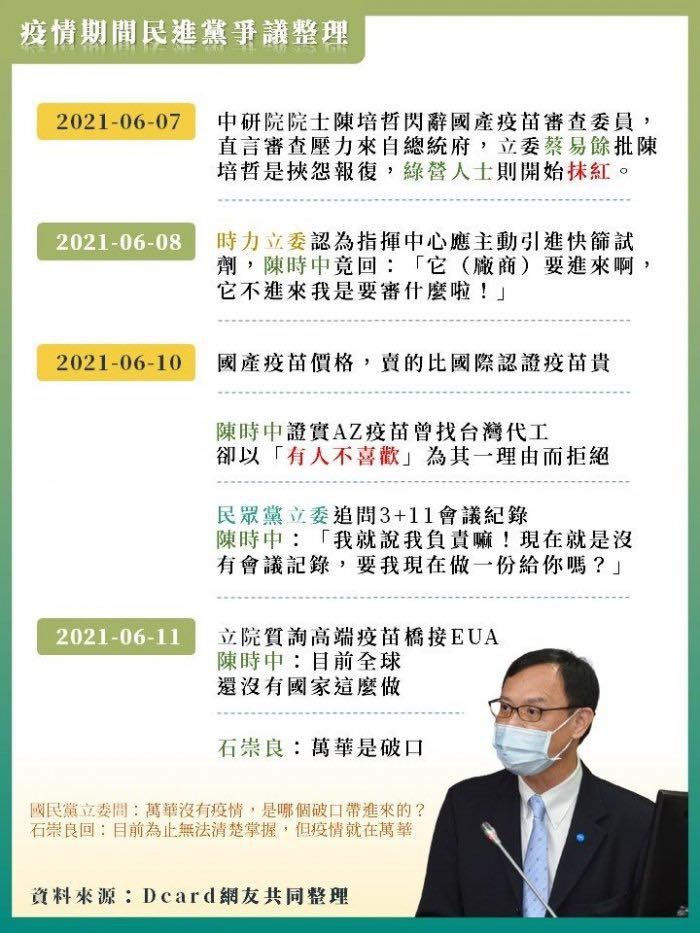 疫情期間民進黨爭議整理
2021-06-07
中研院院士陳培哲閃辭國產疫苗審查委員，
直言審查壓力來自總統府，立委蔡易餘批陳
培哲是挾怨報復，綠營人士則開始抹紅。
2021-06-08
時力立委認為指揮中心應主動引進快篩試
劑，陳時中竟回：「它（廠商）要進來啊，
它不進來我是要審什麼啦！」
2021-06-10
國產疫苗價格，賣的比國際認證疫苗貴
陳時中證實AZ疫苗曾找台灣代工
卻以「有人不喜歡」為其一理由而拒絕
民眾黨立委追問3+11會議紀錄
陳時中：「我就說我負責嘛！現在就是沒
有會議記錄，要我現在做一份給你嗎？」
2021-06-11
立院質詢高端疫苗橋接EUA
陳時中：目前全球
還沒有國家這麼做
石崇良：萬華是破口
國民黨立委問：萬華沒有疫情，是哪個破口帶進來的？
石崇良回：目前為止無法清楚掌握，但疫情就在萬華
資料來源：Dcard網友共同整理